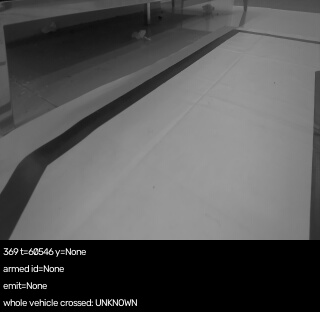 369 t=60546 y=None
armed id=None
emit=None
whole vehicle crossed: UNKNOWN